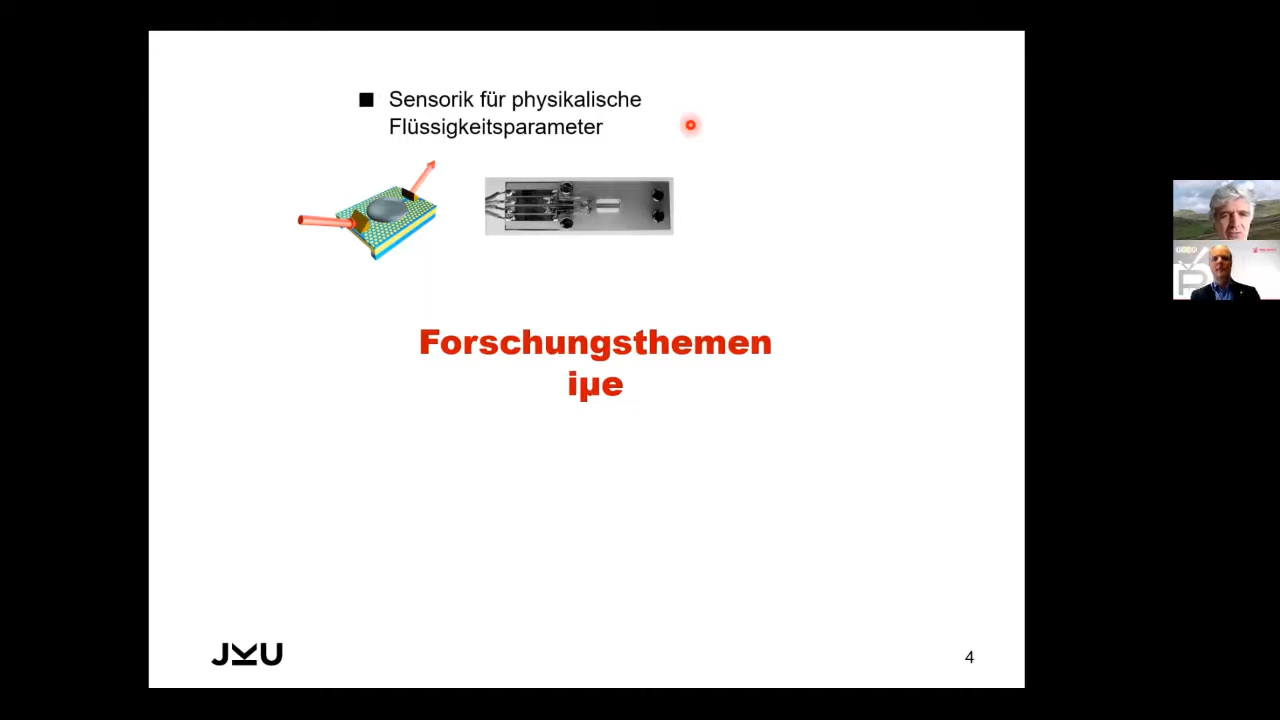 Sensorik für physikalische
Flüssigkeitsparameter
Forschungsthemen
iµe
JKU
4